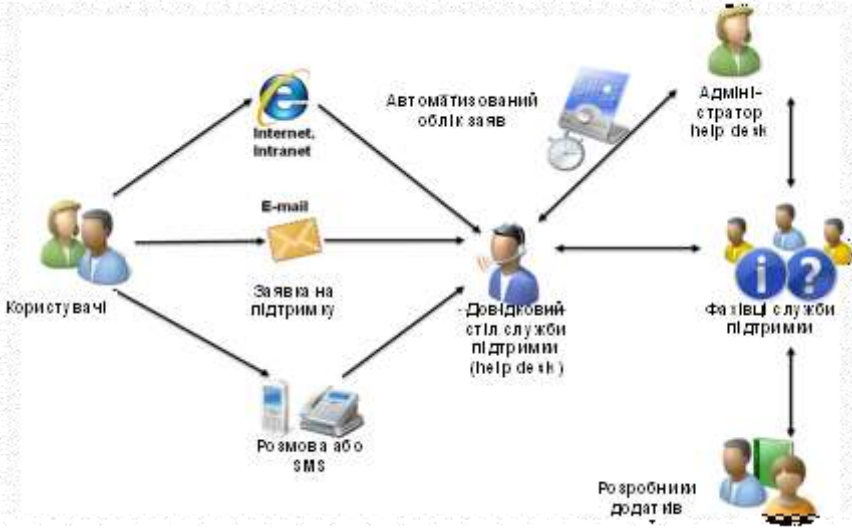 Internet,
Intranet
Автоматизований
облік заяв
Адміні-
стратор
help desk
E-mail
Заявка на
підтримку
Користувачі
Довідковий
стіл служби
підтримки
(help desk)
Фахівці служби
підтримки
Розмова або
SMS
Розробники
додатків